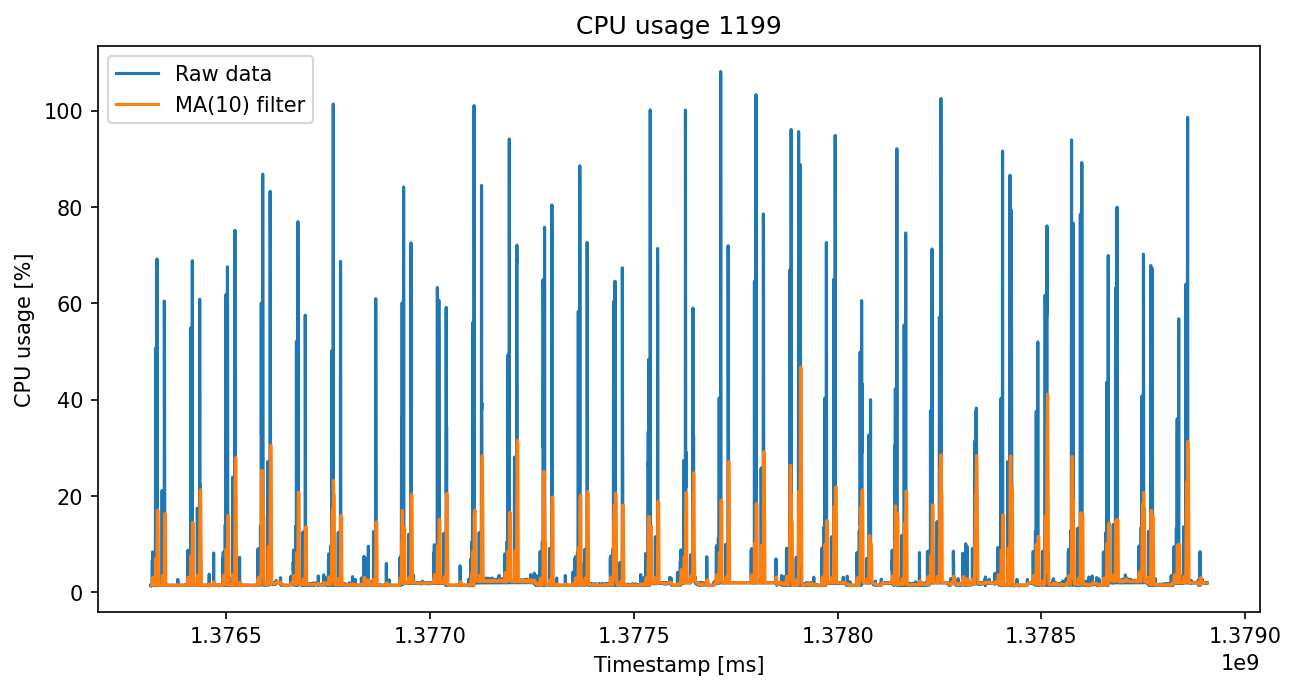 CPU usage 1199
Raw data
MA(10) filter
CPU usage [%]
100
80
60
40
20
0
1.3765 1.3770 1.3775 1.3780 1.3785 1.3790
1e9
Timestamp [ms]